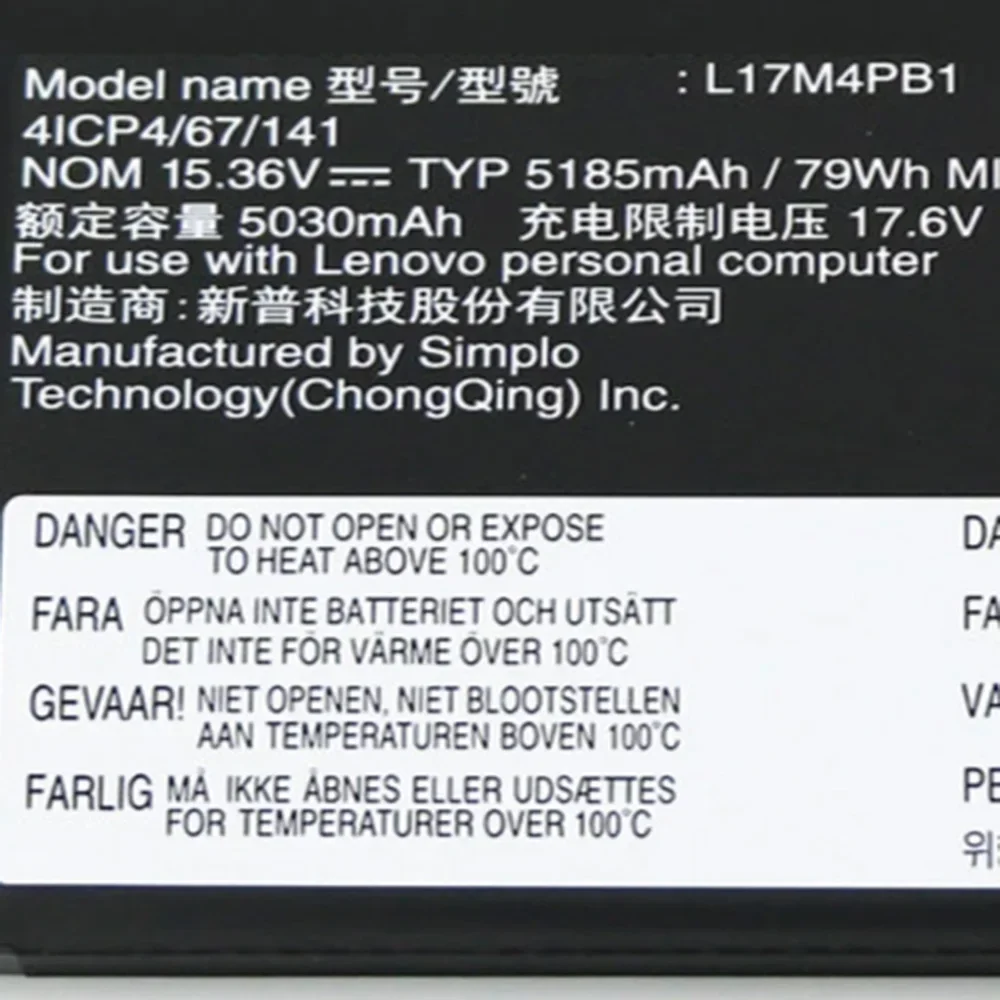 Model name 型号/型號 : L17M4PB1
4ICP4/67/141
NOM 15.36V⎓ TYP 5185mAh / 79Wh MI
额定容量 5030mAh 充电限制电压 17.6V
For use with Lenovo personal computer
制造商:新普科技股份有限公司
Manufactured by Simplo
Technology(ChongQing) Inc.
DANGER DO NOT OPEN OR EXPOSE
TO HEAT ABOVE 100°C
FARA ÖPPNA INTE BATTERIET OCH UTSÄTT
DET INTE FÖR VÄRME ÖVER 100°C
GEVAAR! NIET OPENEN, NIET BLOOTSTELLEN
AAN TEMPERATUREN BOVEN 100°C
FARLIG MÅ IKKE ÅBNES ELLER UDSÆTTES
FOR TEMPERATURER OVER 100°C
DA
FA
VA
PE